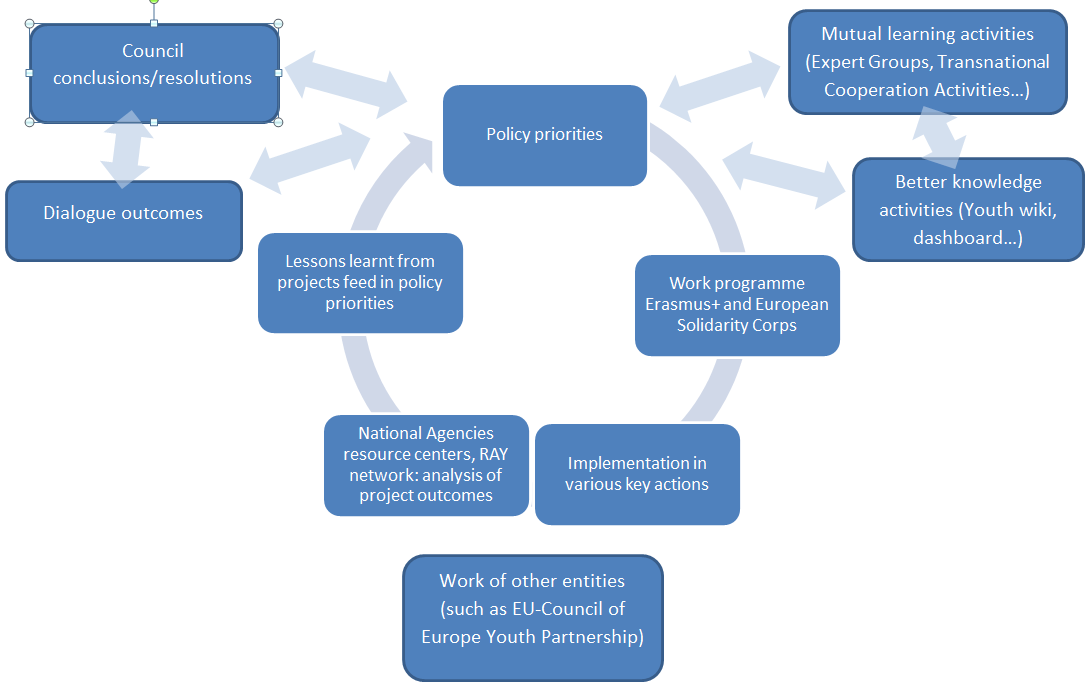 Council
conclusions/resolutions
Mutual learning activities
(Expert Groups, Transnational
Cooperation Activities…)
Policy priorities
Dialogue outcomes
Better knowledge
activities (Youth wiki,
dashboard…)
Lessons learnt from
projects feed in policy
priorities
Work programme
Erasmus+ and European
Solidarity Corps
National Agencies
resource centers, RAY
network: analysis of
project outcomes
Implementation in
various key actions
Work of other entities
(such as EU-Council of
Europe Youth Partnership)